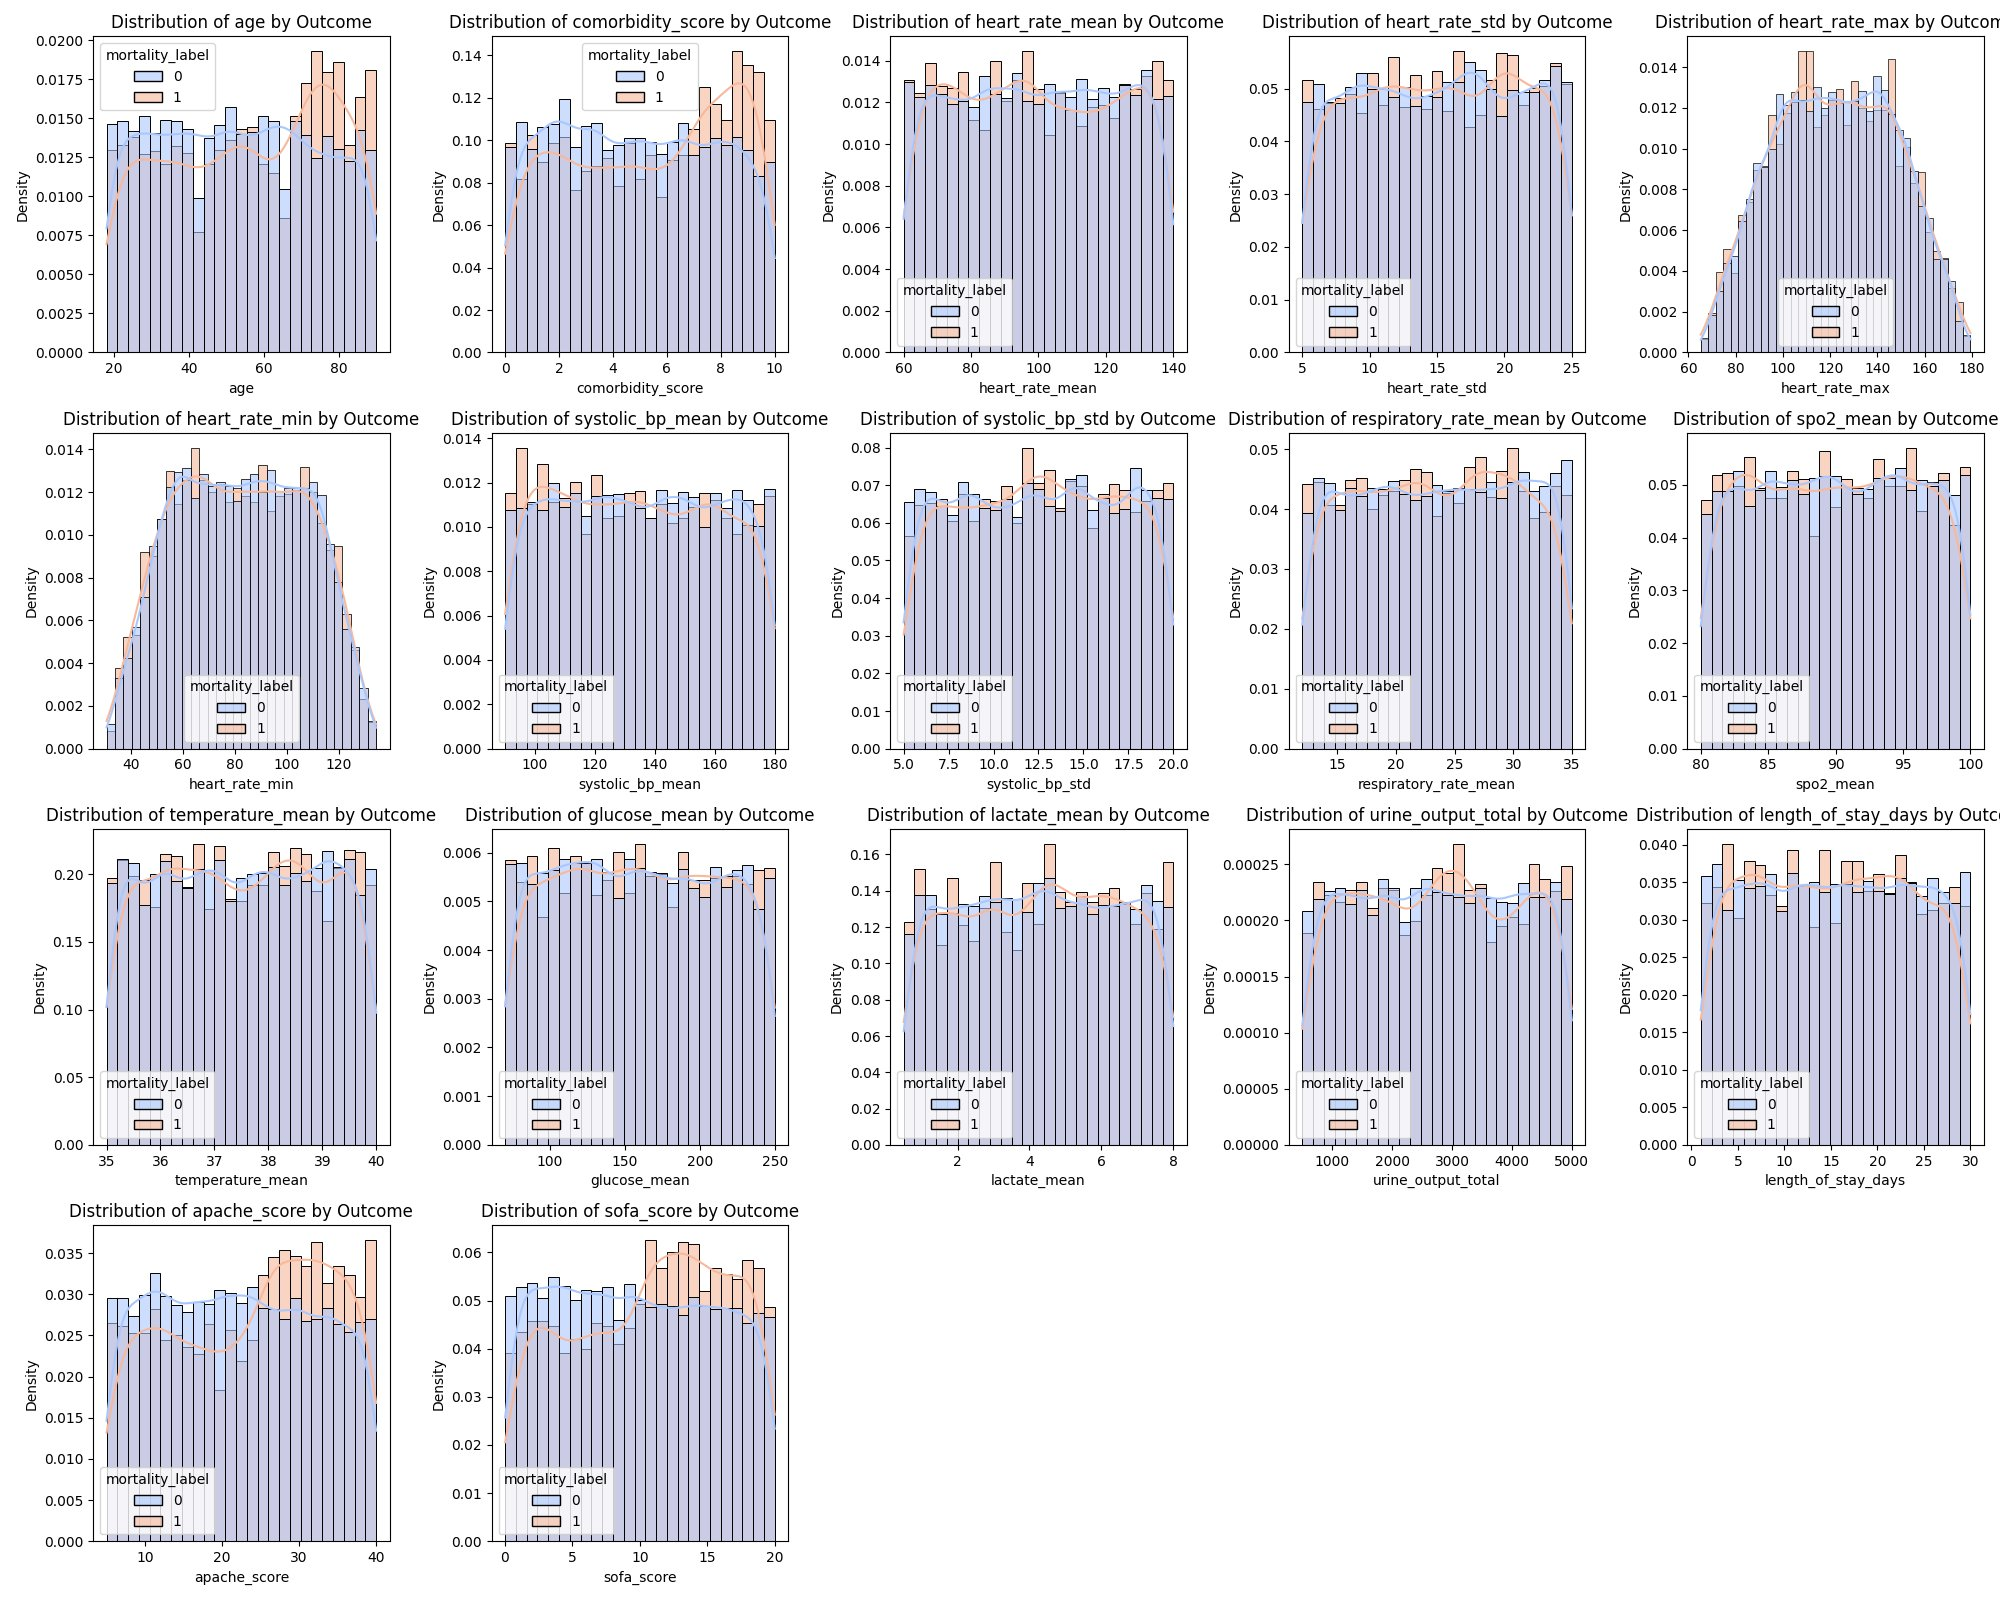 Distribution of age by Outcome
Density
0.0200
0.0175
0.0150
0.0125
0.0100
0.0075
0.0050
0.0025
0.0000
mortality_label
0
1
20 40 60 80
age
Distribution of comorbidity_score by Outcome
Density
0.14
0.12
0.10
0.08
0.06
0.04
0.02
0.00
mortality_label
0
1
0 2 4 6 8 10
comorbidity_score
Distribution of heart_rate_mean by Outcome
Density
0.014
0.012
0.010
0.008
0.006
0.004
0.002
0.000
mortality_label
0
1
60 80 100 120 140
heart_rate_mean
Distribution of heart_rate_std by Outcome
Density
0.05
0.04
0.03
0.02
0.01
0.00
mortality_label
0
1
5 10 15 20 25
heart_rate_std
Distribution of heart_rate_max by Outcom
Density
0.014
0.012
0.010
0.008
0.006
0.004
0.002
0.000
mortality_label
0
1
60 80 100 120 140 160 180
heart_rate_max
Distribution of heart_rate_min by Outcome
Density
0.014
0.012
0.010
0.008
0.006
0.004
0.002
0.000
mortality_label
0
1
40 60 80 100 120
heart_rate_min
Distribution of systolic_bp_mean by Outcome
Density
0.014
0.012
0.010
0.008
0.006
0.004
0.002
0.000
mortality_label
0
1
100 120 140 160 180
systolic_bp_mean
Distribution of systolic_bp_std by Outcome
Density
0.08
0.07
0.06
0.05
0.04
0.03
0.02
0.01
0.00
mortality_label
0
1
5.0 7.5 10.0 12.5 15.0 17.5 20.0
systolic_bp_std
Distribution of respiratory_rate_mean by Outcome
Density
0.05
0.04
0.03
0.02
0.01
0.00
mortality_label
0
1
15 20 25 30 35
respiratory_rate_mean
Distribution of spo2_mean by Outcome
Density
0.05
0.04
0.03
0.02
0.01
0.00
mortality_label
0
1
80 85 90 95 100
spo2_mean
Distribution of temperature_mean by Outcome
Density
0.20
0.15
0.10
0.05
0.00
mortality_label
0
1
35 36 37 38 39 40
temperature_mean
Distribution of glucose_mean by Outcome
Density
0.006
0.005
0.004
0.003
0.002
0.001
0.000
mortality_label
0
1
100 150 200 250
glucose_mean
Distribution of lactate_mean by Outcome
Density
0.16
0.14
0.12
0.10
0.08
0.06
0.04
0.02
0.00
mortality_label
0
1
2 4 6 8
lactate_mean
Distribution of urine_output_total by Outcome
Density
0.00025
0.00020
0.00015
0.00010
0.00005
0.00000
mortality_label
0
1
1000 2000 3000 4000 5000
urine_output_total
Distribution of length_of_stay_days by Outc
Density
0.040
0.035
0.030
0.025
0.020
0.015
0.010
0.005
0.000
mortality_label
0
1
0 5 10 15 20 25 30
length_of_stay_days
Distribution of apache_score by Outcome
Density
0.035
0.030
0.025
0.020
0.015
0.010
0.005
0.000
mortality_label
0
1
10 20 30 40
apache_score
Distribution of sofa_score by Outcome
Density
0.06
0.05
0.04
0.03
0.02
0.01
0.00
mortality_label
0
1
0 5 10 15 20
sofa_score